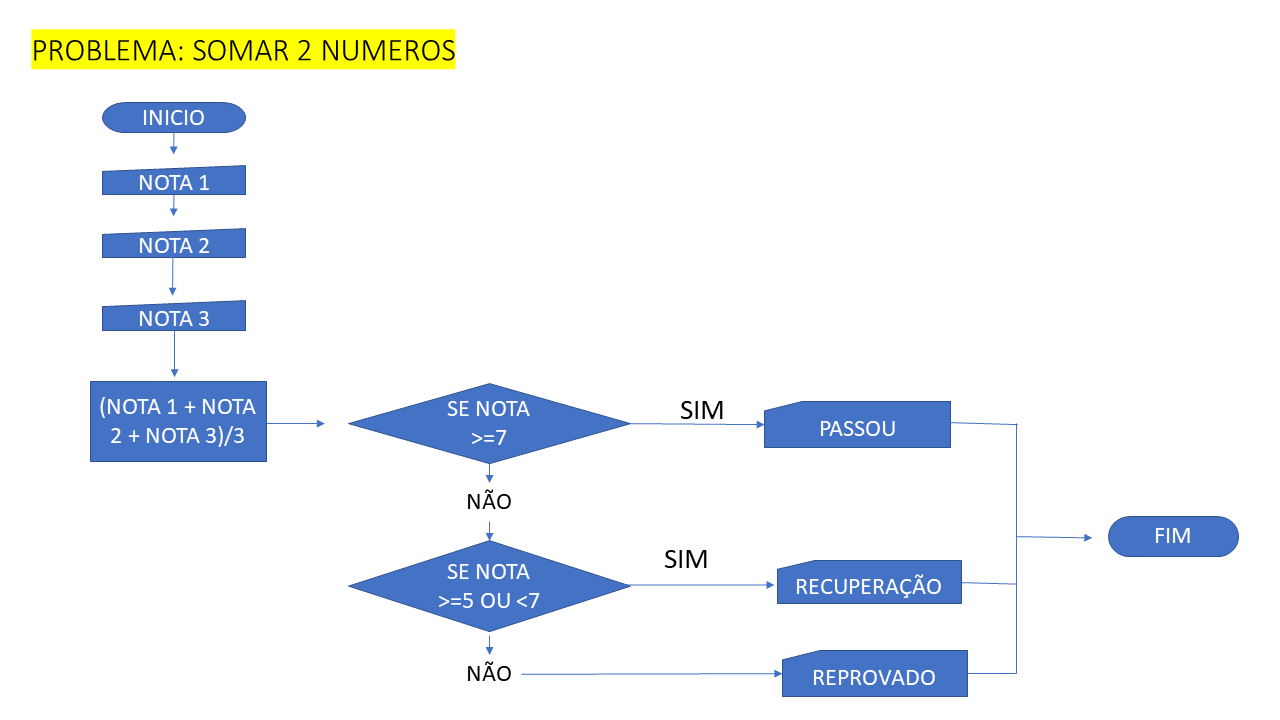 PROBLEMA: SOMAR 2 NUMEROS
INICIO
NOTA 1
NOTA 2
NOTA 3
(NOTA 1 + NOTA
2 + NOTA 3)/3
SE NOTA
>=7
SIM
PASSOU
NÃO
SE NOTA
>=5 OU <7
SIM
RECUPERAÇÃO
NÃO
REPROVADO
FIM